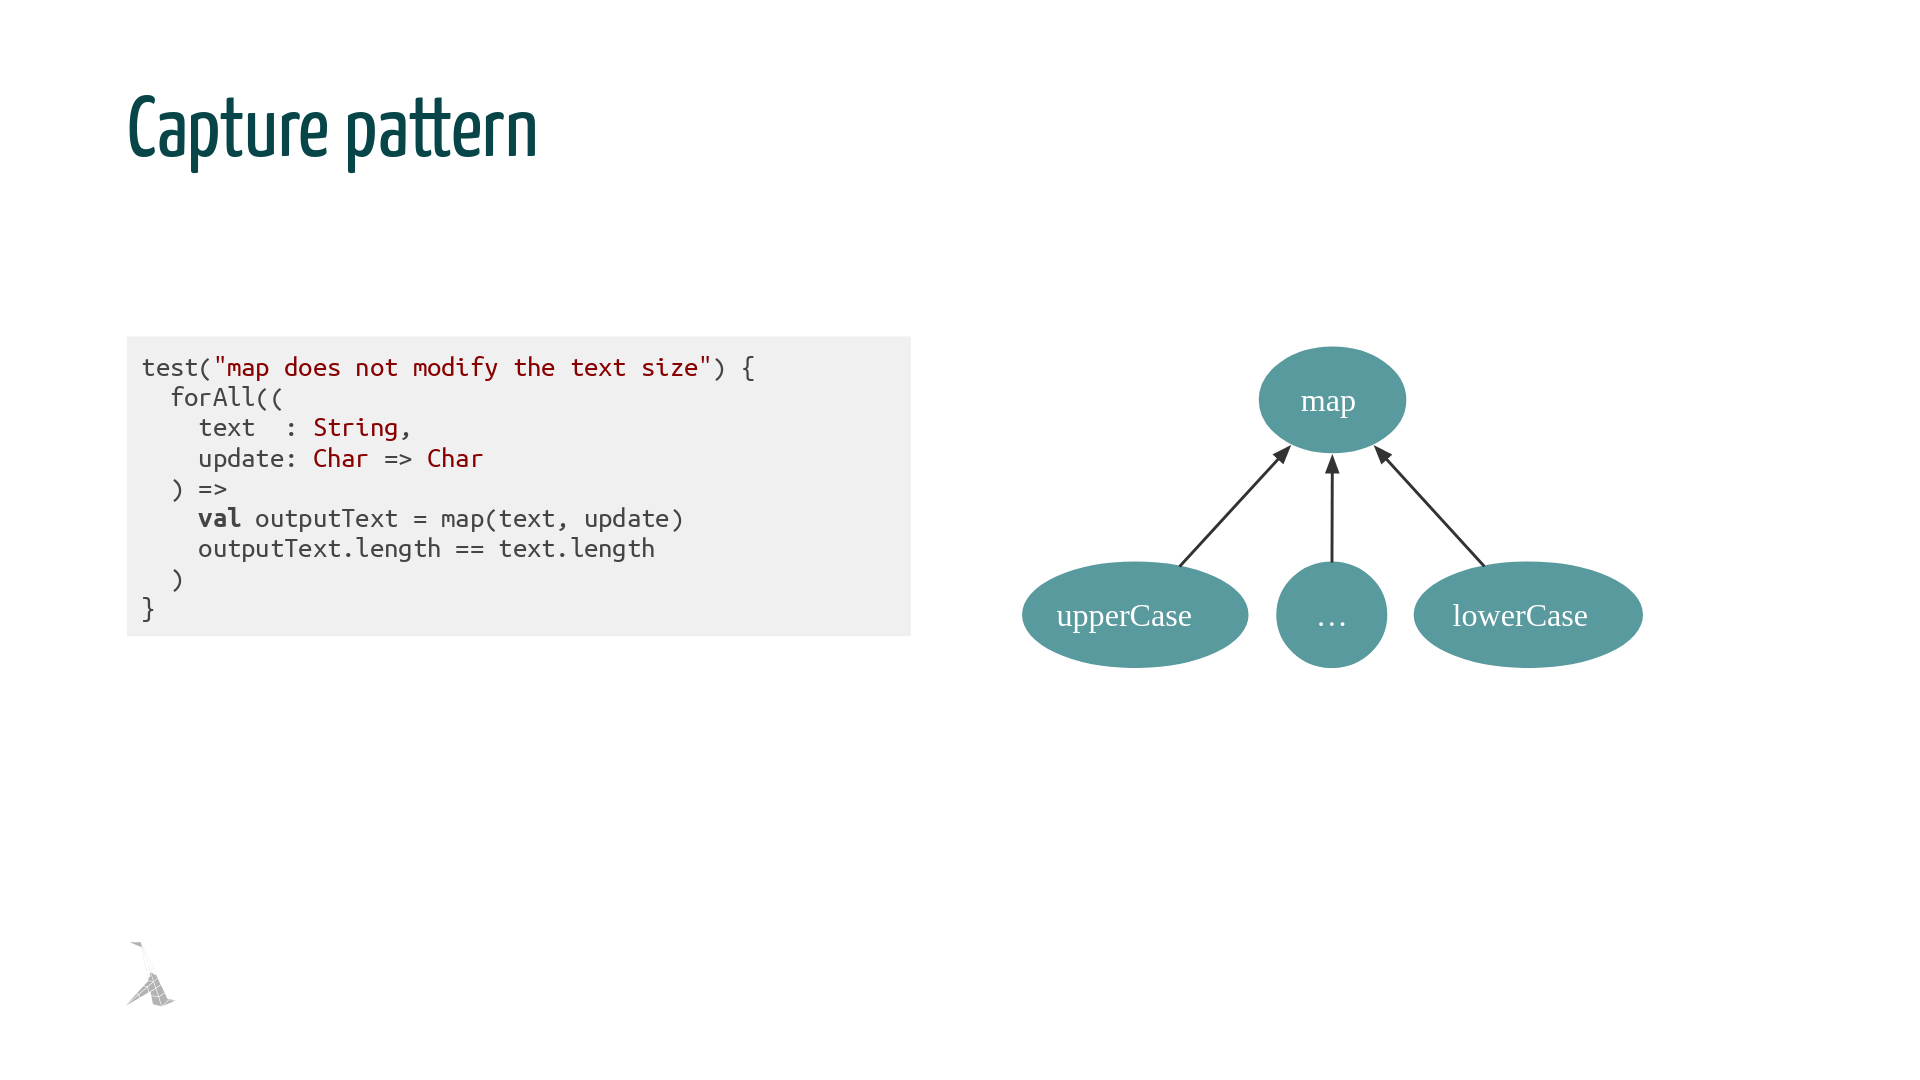 Capture pattern
test("map does not modify the text size") {
  forAll((
    text  : String,
    update: Char => Char
  ) =>
    val outputText = map(text, update)
    outputText.length == text.length
  )
}
map
upperCase
…
lowerCase